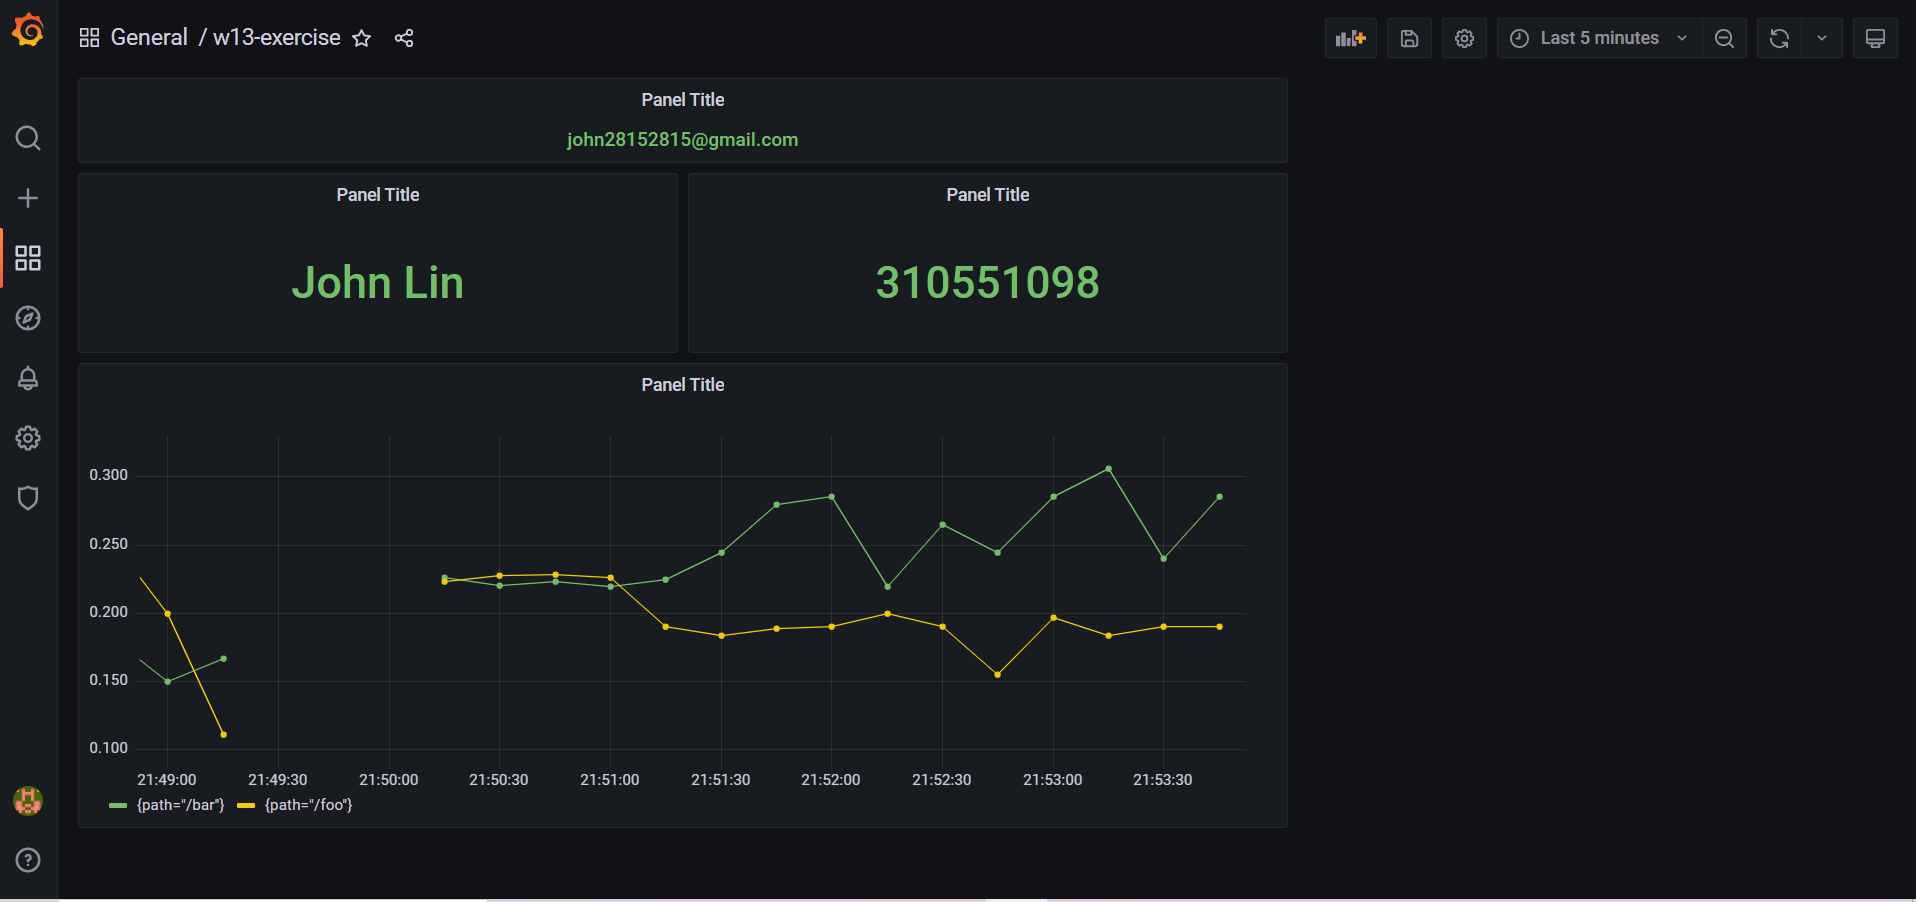 General / w13-exercise
Last 5 minutes
Panel Title
john28152815@gmail.com
Panel Title
John Lin
Panel Title
310551098
Panel Title
0.300
0.250
0.200
0.150
0.100
21:49:00 21:49:30 21:50:00 21:50:30 21:51:00 21:51:30 21:52:00 21:52:30 21:53:00 21:53:30
{path="/bar"} {path="/foo"}